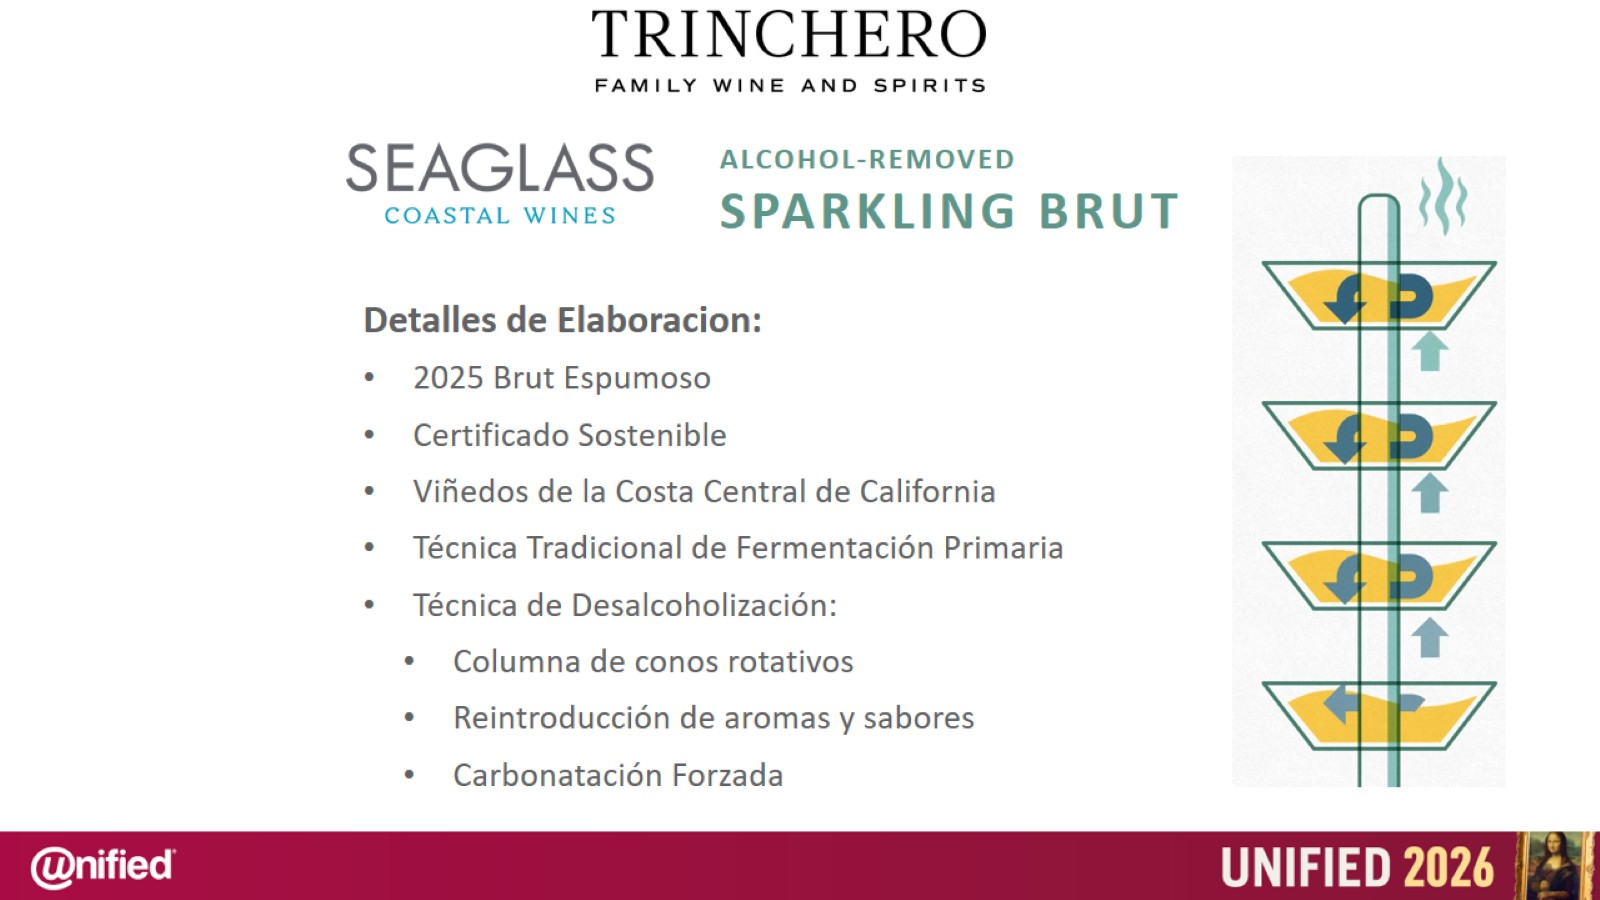 TRINCHERO
FAMILY WINE AND SPIRITS
SEAGLASS
COASTAL WINES
ALCOHOL-REMOVED
SPARKLING BRUT
Detalles de Elaboracion:
• 2025 Brut Espumoso
• Certificado Sostenible
• Viñedos de la Costa Central de California
• Técnica Tradicional de Fermentación Primaria
• Técnica de Desalcoholización:
• Columna de conos rotativos
• Reintroducción de aromas y sabores
• Carbonatación Forzada
unified
UNIFIED 2026